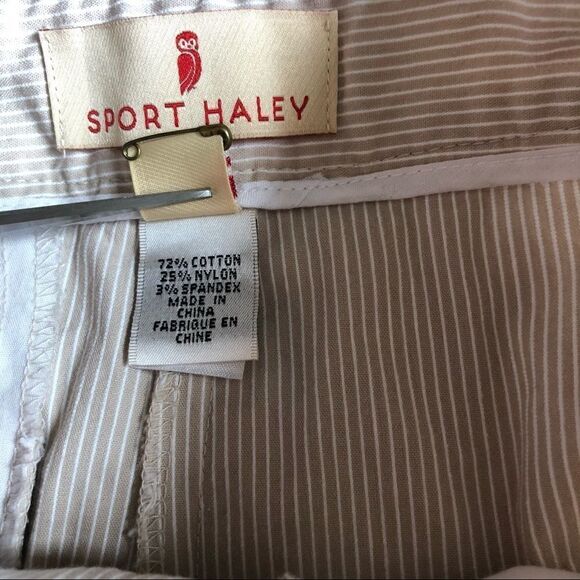 SPORT HALEY
72% COTTON
25% NYLON
3% SPANDEX
MADE IN
CHINA
FABRIQUE EN
CHINE